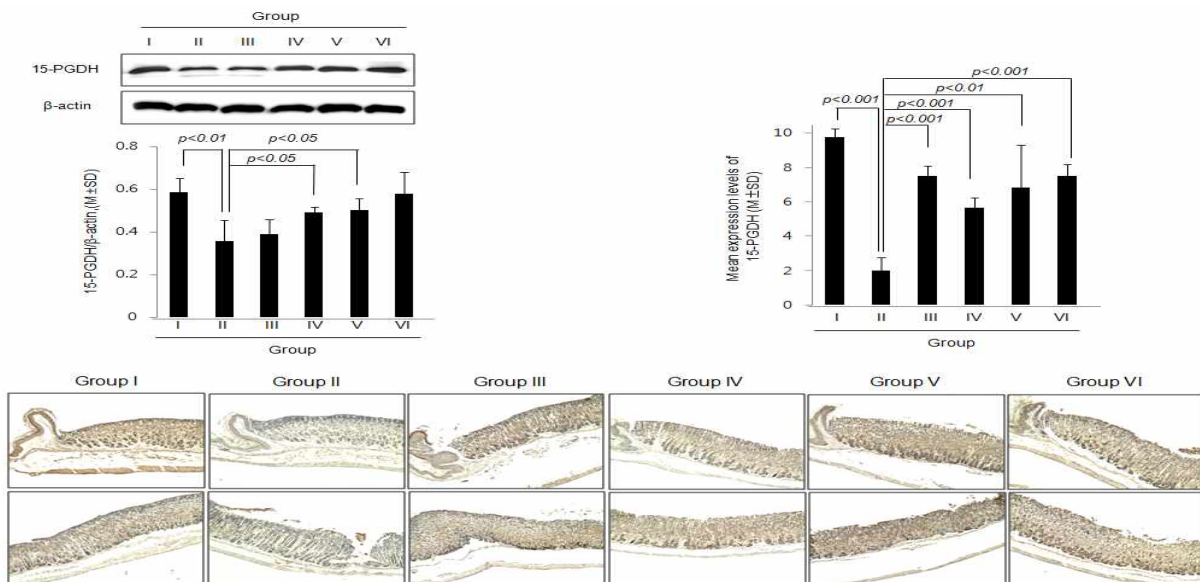 Group
I II III IV V VI
15-PGDH
β-actin
p<0.01 p<0.05
p<0.05
15-PGDH/β-actin,(M±SD)
0.8
0.6
0.4
0.2
0
I II III IV V VI
Group
p<0.001
p<0.01
p<0.001
p<0.001
p<0.001
Mean expression levels of
15-PGDH (M±SD)
10
8
6
4
2
0
I II III IV V VI
Group
Group I Group II Group III Group IV Group V Group VI